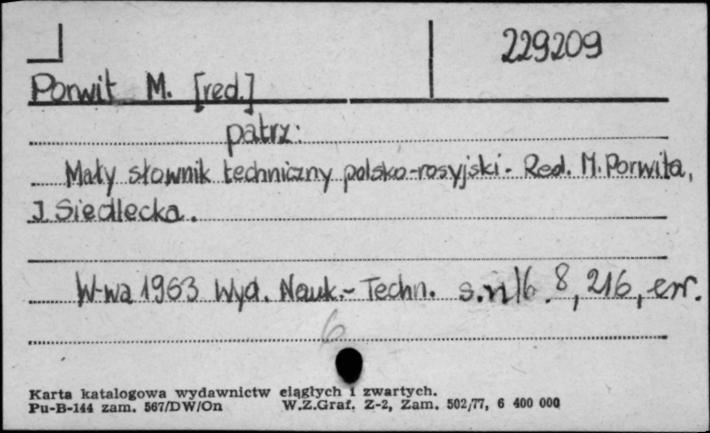 229209
Porwit M. [red.]
patrz:
Mały słownik techniczny polsko-rosyjski - Red. M. Porwita,
J. Siedlecka.
W-wa 1963 Wyd. Nauk.-Techn. s. 8, 216, err.
6
Karta katalogowa wydawnictw ciągłych i zwartych.
Pu-B-144 zam. 567/DW/On W.Z.Graf. Z-2, Zam. 502/77, 6 400 000